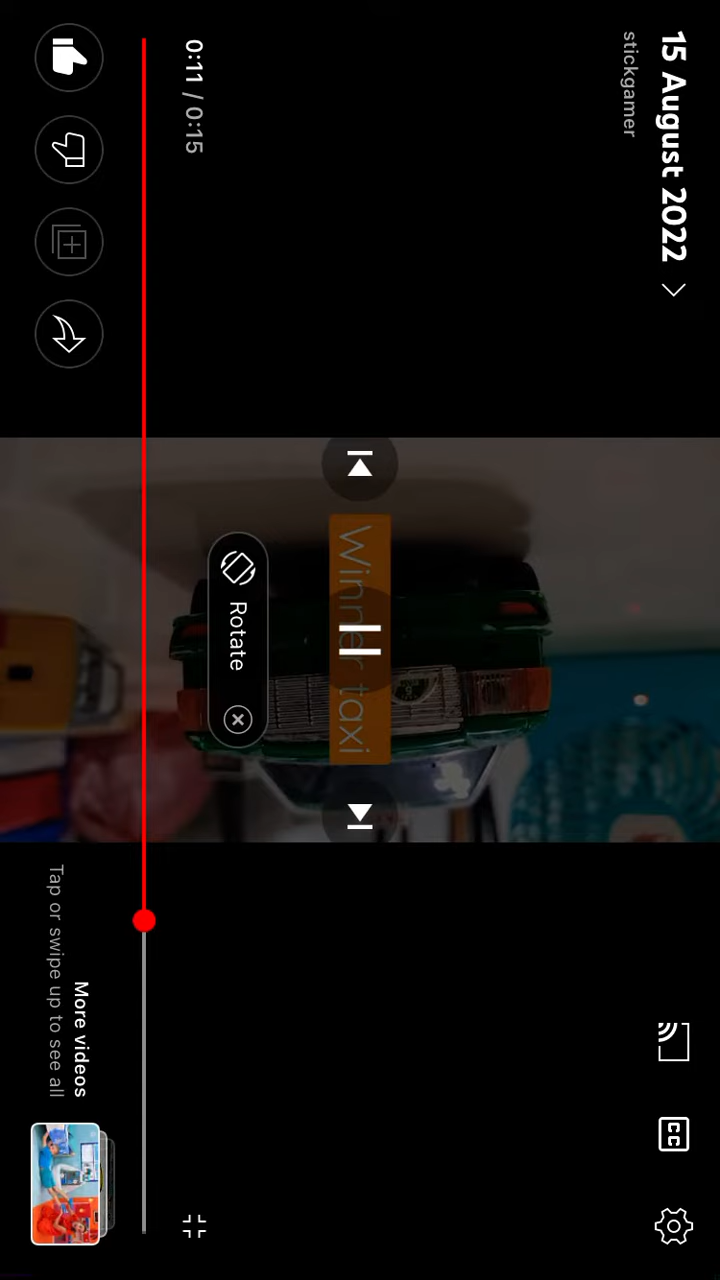 15 August 2022
stickgamer
Winner taxi
Rotate
0:11 / 0:15
More videos
Tap or swipe up to see all